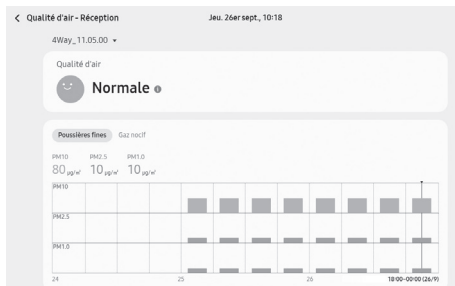 Qualité d'air - Réception
Jeu. 26er sept., 10:18
4Way_11.05.00
Qualité d'air
Normale
Poussières fines Gaz nocif
PM10 PM2.5 PM1.0
80 µg/㎥ 10 µg/㎥ 10 µg/㎥
PM10
PM2.5
PM1.0
24 25 26 18:00~00:00 (26/9)